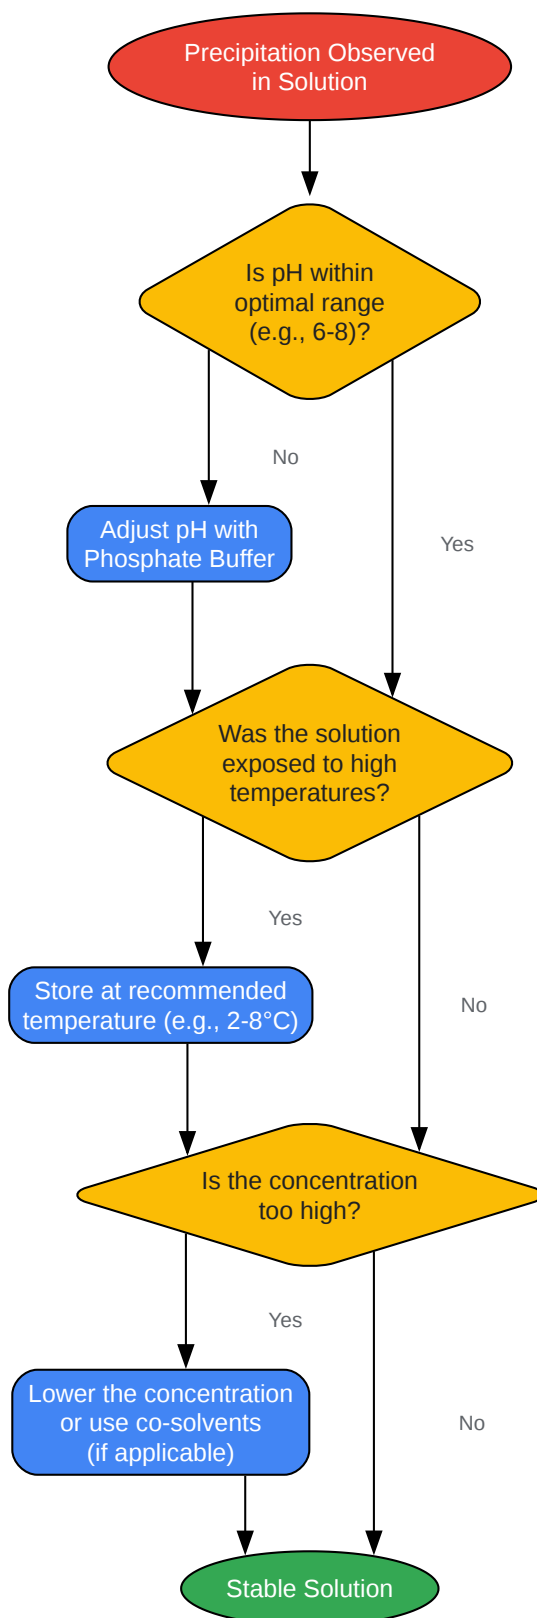 Precipitation Observed
in Solution
Is pH within
optimal range
(e.g., 6-8)?
No
Adjust pH with
Phosphate Buffer
Yes
Was the solution
exposed to high
temperatures?
Yes
Store at recommended
temperature (e.g., 2-8°C)
No
Is the concentration
too high?
Yes
Lower the concentration
or use co-solvents
(if applicable)
No
Stable Solution